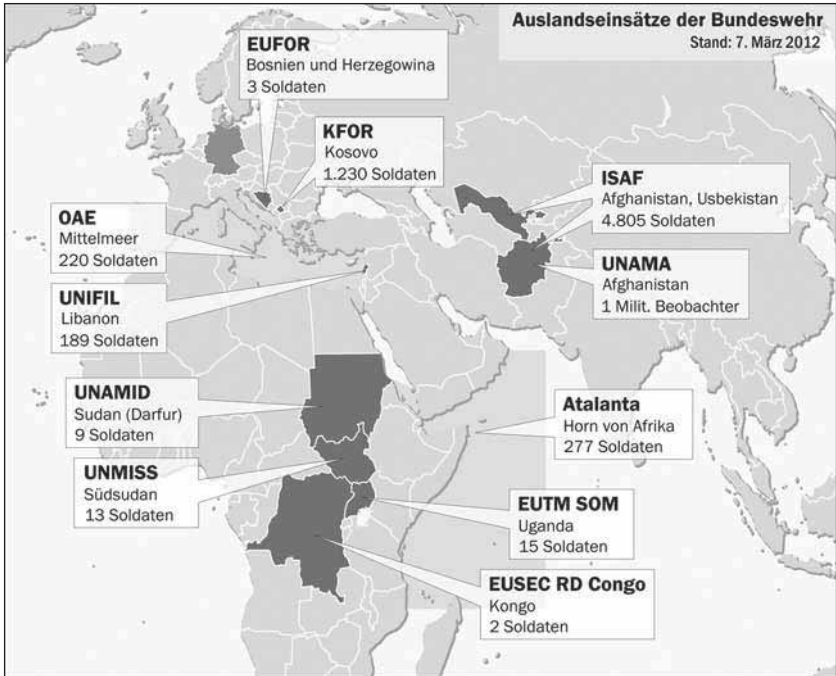 Auslandseinsätze der Bundeswehr
Stand: 7. März 2012
EUFOR
Bosnien und Herzegowina
3 Soldaten
KFOR
Kosovo
1.230 Soldaten
ISAF
Afghanistan, Usbekistan
4.805 Soldaten
OAE
Mittelmeer
220 Soldaten
UNAMA
Afghanistan
1 Milit. Beobachter
UNIFIL
Libanon
189 Soldaten
UNAMID
Sudan (Darfur)
9 Soldaten
Atalanta
Horn von Afrika
277 Soldaten
UNMISS
Südsudan
13 Soldaten
EUTM SOM
Uganda
15 Soldaten
EUSEC RD Congo
Kongo
2 Soldaten